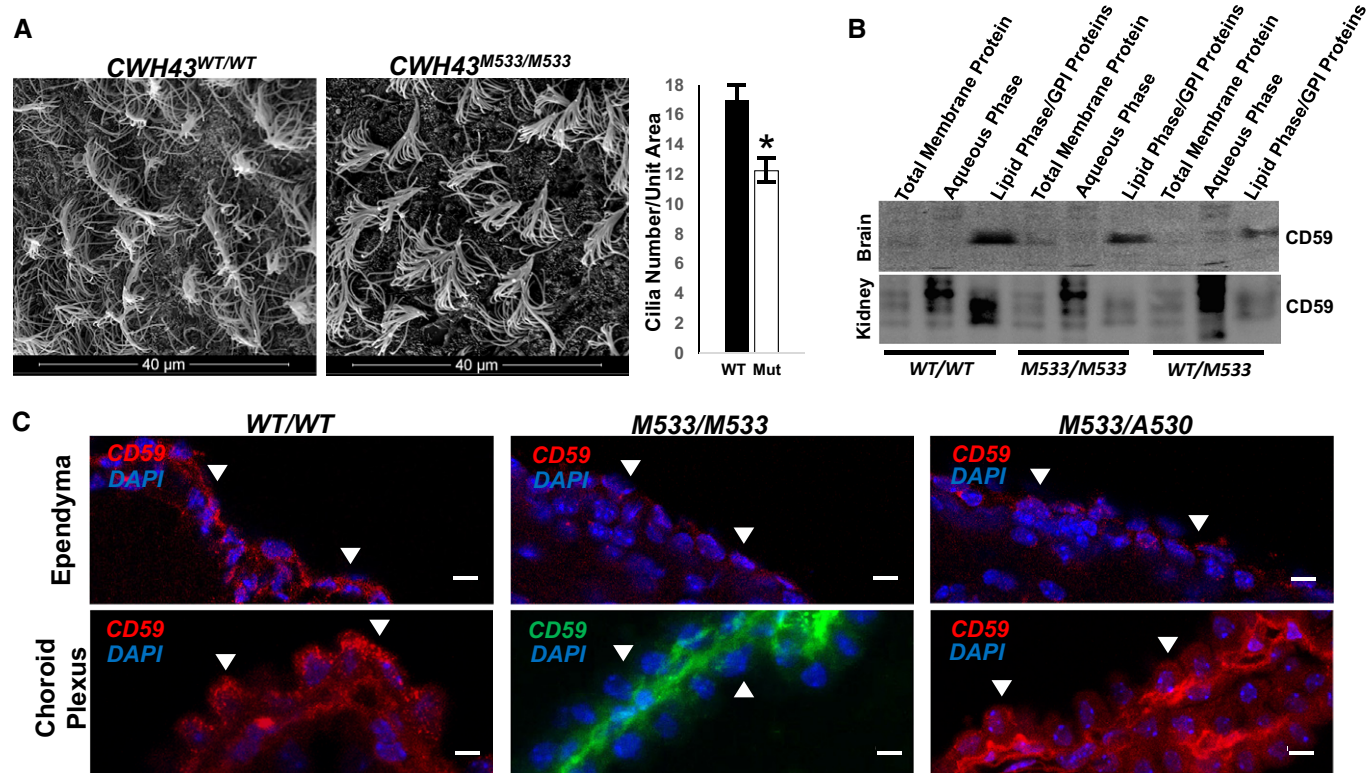 A
CWH43WT/WT
CWH43M533/M533
40 µm
40 µm
Cilia Number/Unit Area
18
16
14
12
10
8
6
4
2
0
*
WT Mut
B
Total Membrane Protein
Aqueous Phase
Lipid Phase/GPI Proteins
Total Membrane Protein
Aqueous Phase
Lipid Phase/GPI Proteins
Total Membrane Protein
Aqueous Phase
Lipid Phase/GPI Proteins
Brain
CD59
Kidney
CD59
WT/WT
M533/M533
WT/M533
C
WT/WT
M533/M533
M533/A530
Ependyma
CD59
DAPI
CD59
DAPI
CD59
DAPI
Choroid
Plexus
CD59
DAPI
CD59
DAPI
CD59
DAPI